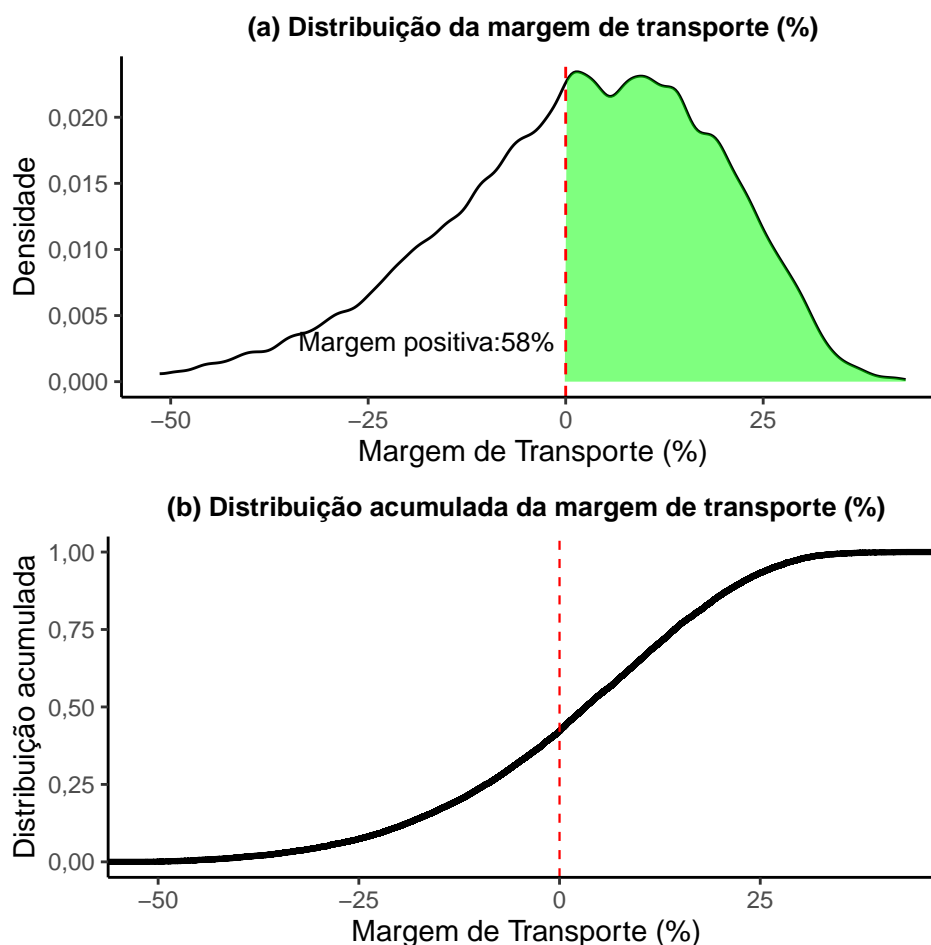 (a) Distribuição da margem de transporte (%)
Densidade
0,020
0,015
0,010
0,005
0,000
Margem positiva:58%
−50
−25
0
25
Margem de Transporte (%)
(b) Distribuição acumulada da margem de transporte (%)
Distribuição acumulada
1,00
0,75
0,50
0,25
0,00
−50
−25
0
25
Margem de Transporte (%)